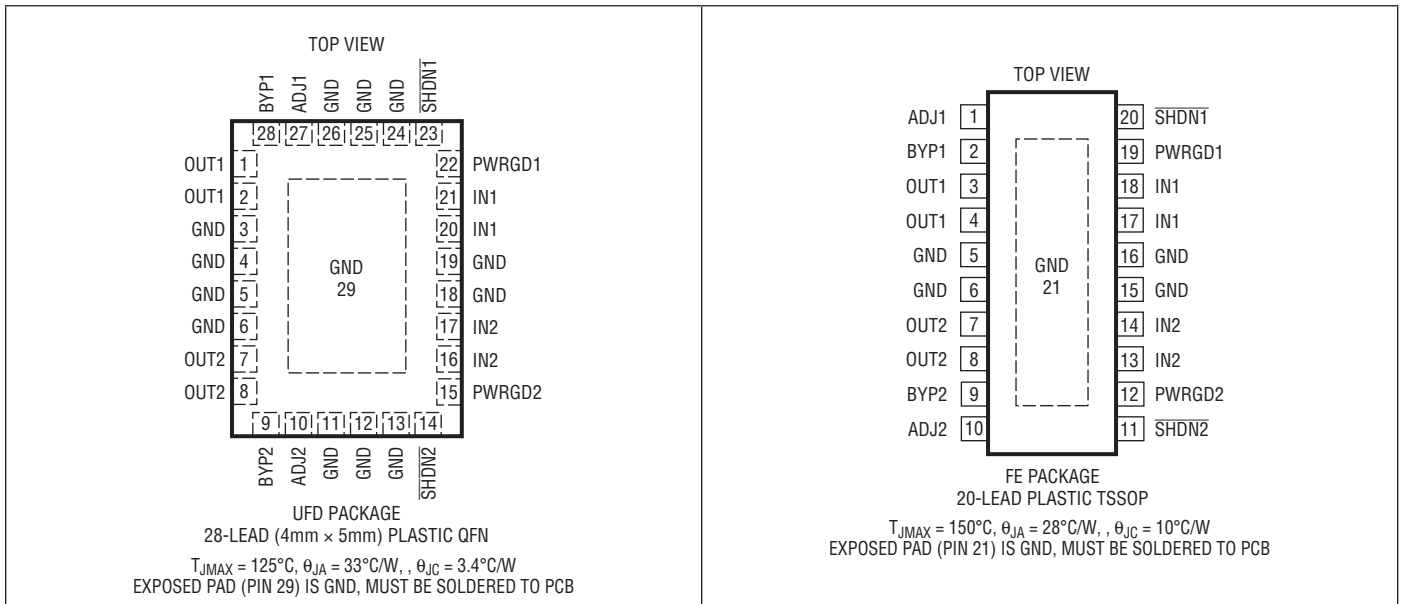 TOP VIEW
BYP1 ADJ1 GND GND GND SHDN1
28 27 26 25 24 23
OUT1 1 22 PWRGD1
OUT1 2 21 IN1
GND 3 20 IN1
GND 4 19 GND
GND 5 18 GND
GND 6 17 IN2
OUT2 7 16 IN2
OUT2 8 15 PWRGD2
GND
29
9 10 11 12 13 14
BYP2 ADJ2 GND GND GND SHDN2
UFD PACKAGE
28-LEAD (4mm × 5mm) PLASTIC QFN
TJMAX = 125°C, θJA = 33°C/W, , θJC = 3.4°C/W
EXPOSED PAD (PIN 29) IS GND, MUST BE SOLDERED TO PCB
TOP VIEW
ADJ1 1 20 SHDN1
BYP1 2 19 PWRGD1
OUT1 3 18 IN1
OUT1 4 17 IN1
GND 5 16 GND
GND 6 15 GND
OUT2 7 14 IN2
OUT2 8 13 IN2
BYP2 9 12 PWRGD2
ADJ2 10 11 SHDN2
GND
21
FE PACKAGE
20-LEAD PLASTIC TSSOP
TJMAX = 150°C, θJA = 28°C/W, , θJC = 10°C/W
EXPOSED PAD (PIN 21) IS GND, MUST BE SOLDERED TO PCB